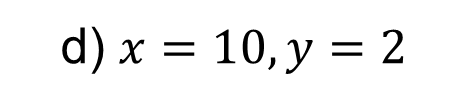 d) x = 10, y = 2